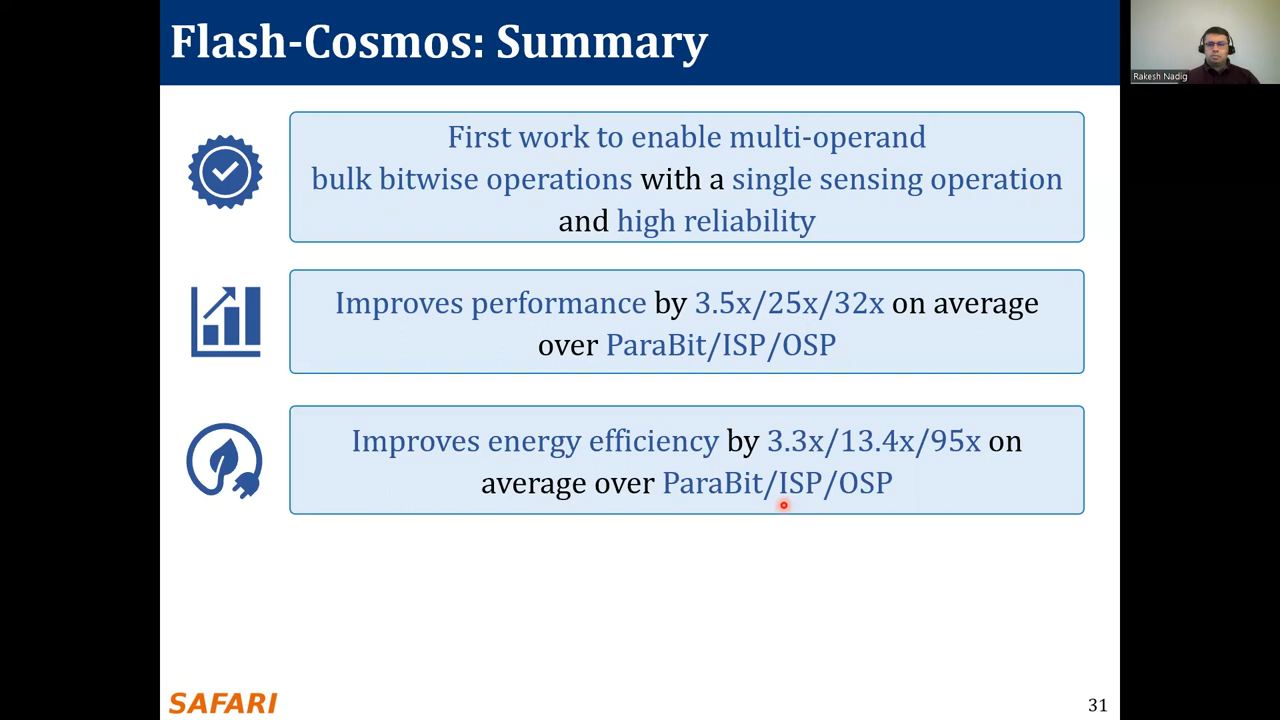 Flash-Cosmos: Summary
Rakesh Nadig
First work to enable multi-operand
bulk bitwise operations with a single sensing operation
and high reliability
Improves performance by 3.5x/25x/32x on average
over ParaBit/ISP/OSP
Improves energy efficiency by 3.3x/13.4x/95x on
average over ParaBit/ISP/OSP
SAFARI
31